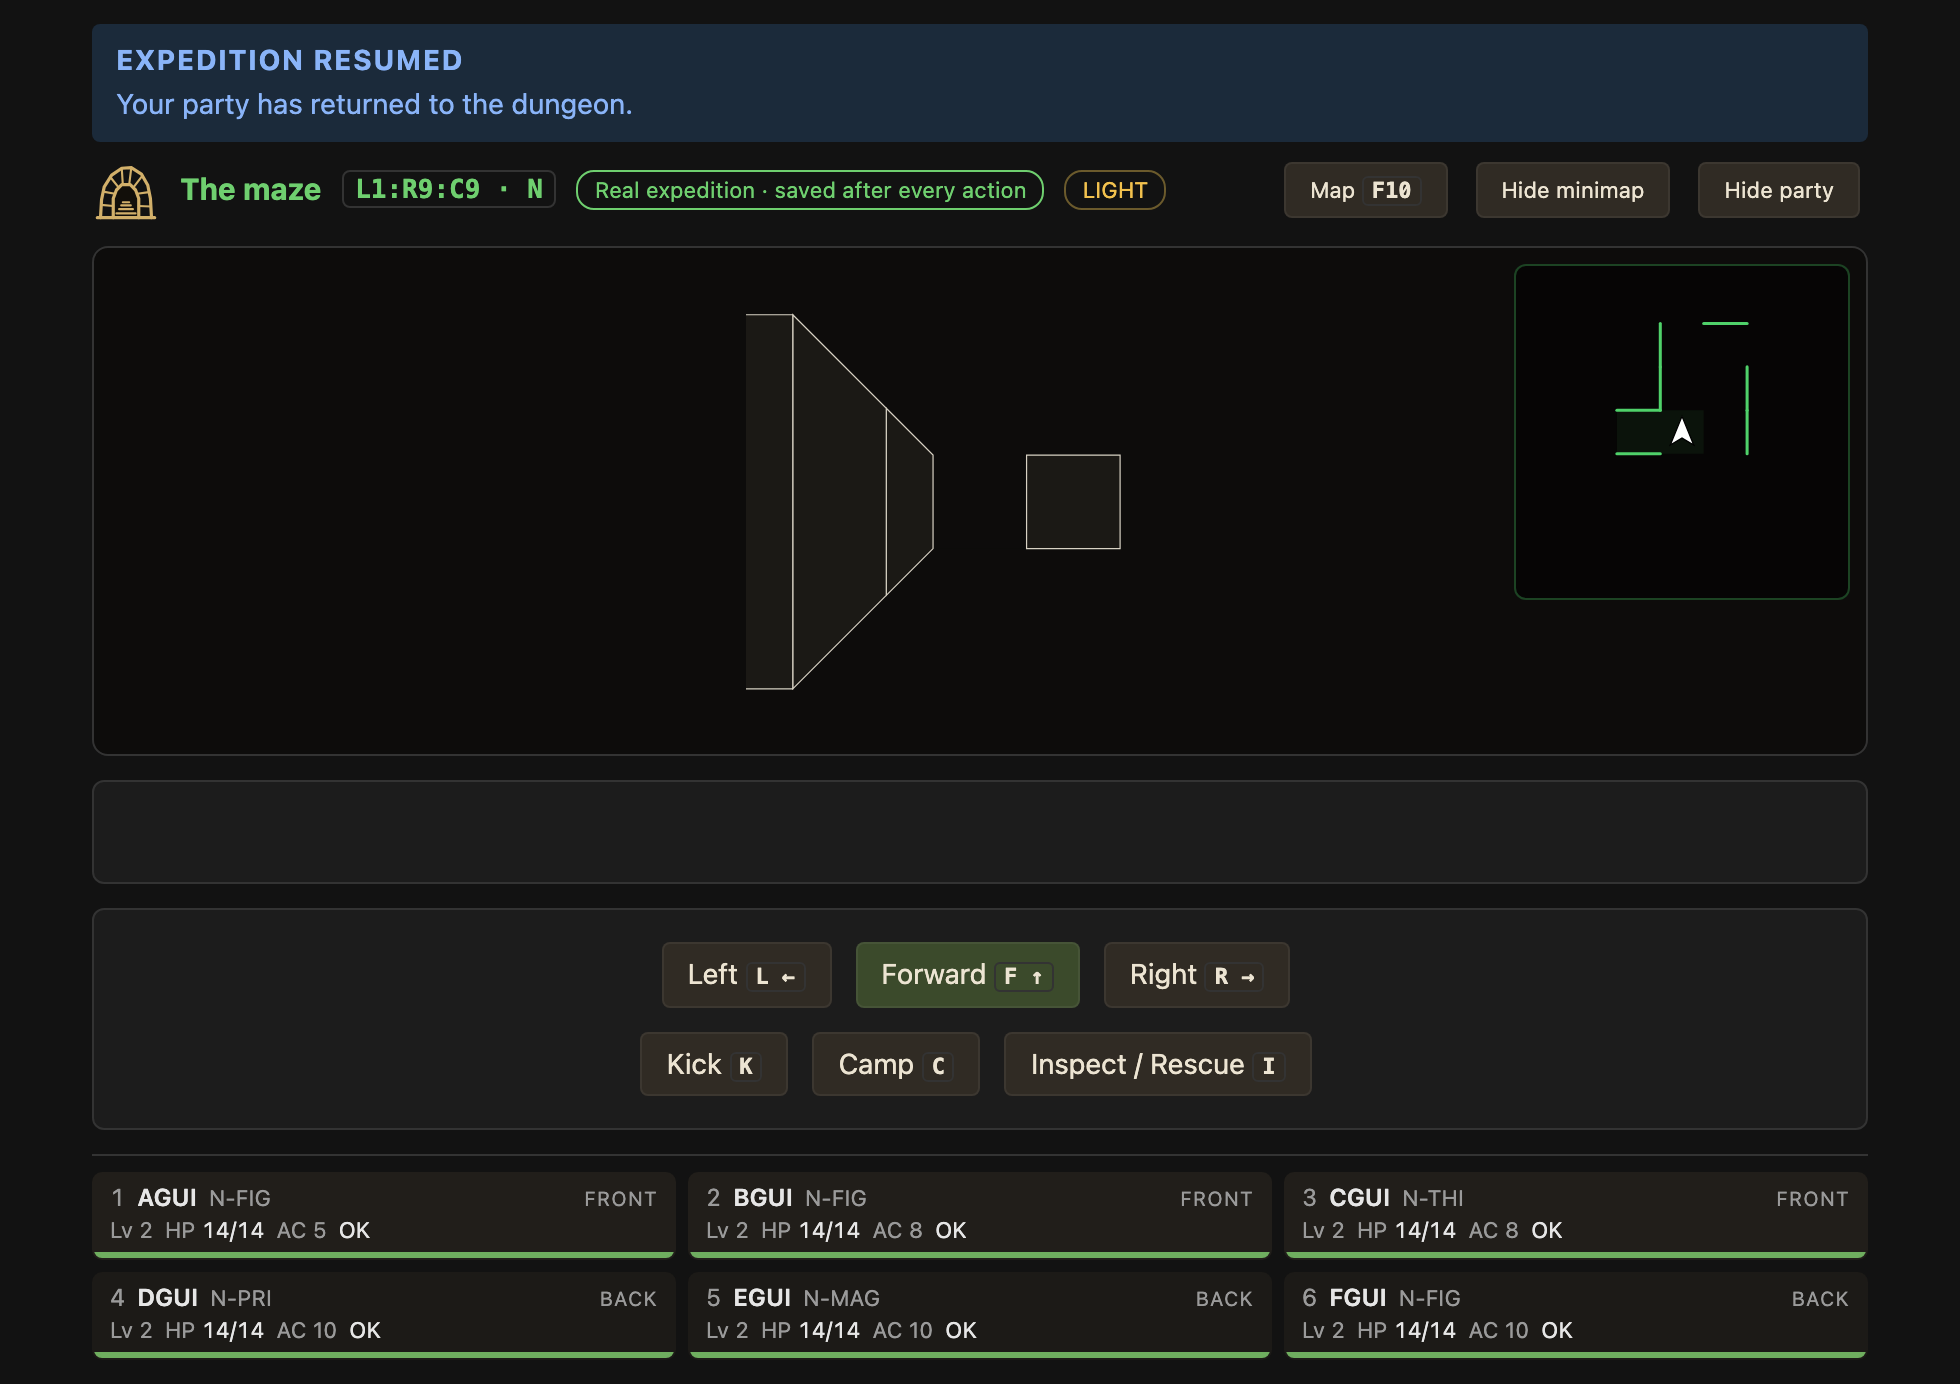 EXPEDITION RESUMED
Your party has returned to the dungeon.
The maze L1:R9:C9 · N Real expedition · saved after every action LIGHT Map F10 Hide minimap Hide party
Left L ← Forward F ↑ Right R →
Kick K Camp C Inspect / Rescue I
1 AGUI N-FIG FRONT
Lv 2 HP 14/14 AC 5 OK
2 BGUI N-FIG FRONT
Lv 2 HP 14/14 AC 8 OK
3 CGUI N-THI FRONT
Lv 2 HP 14/14 AC 8 OK
4 DGUI N-PRI BACK
Lv 2 HP 14/14 AC 10 OK
5 EGUI N-MAG BACK
Lv 2 HP 14/14 AC 10 OK
6 FGUI N-FIG BACK
Lv 2 HP 14/14 AC 10 OK